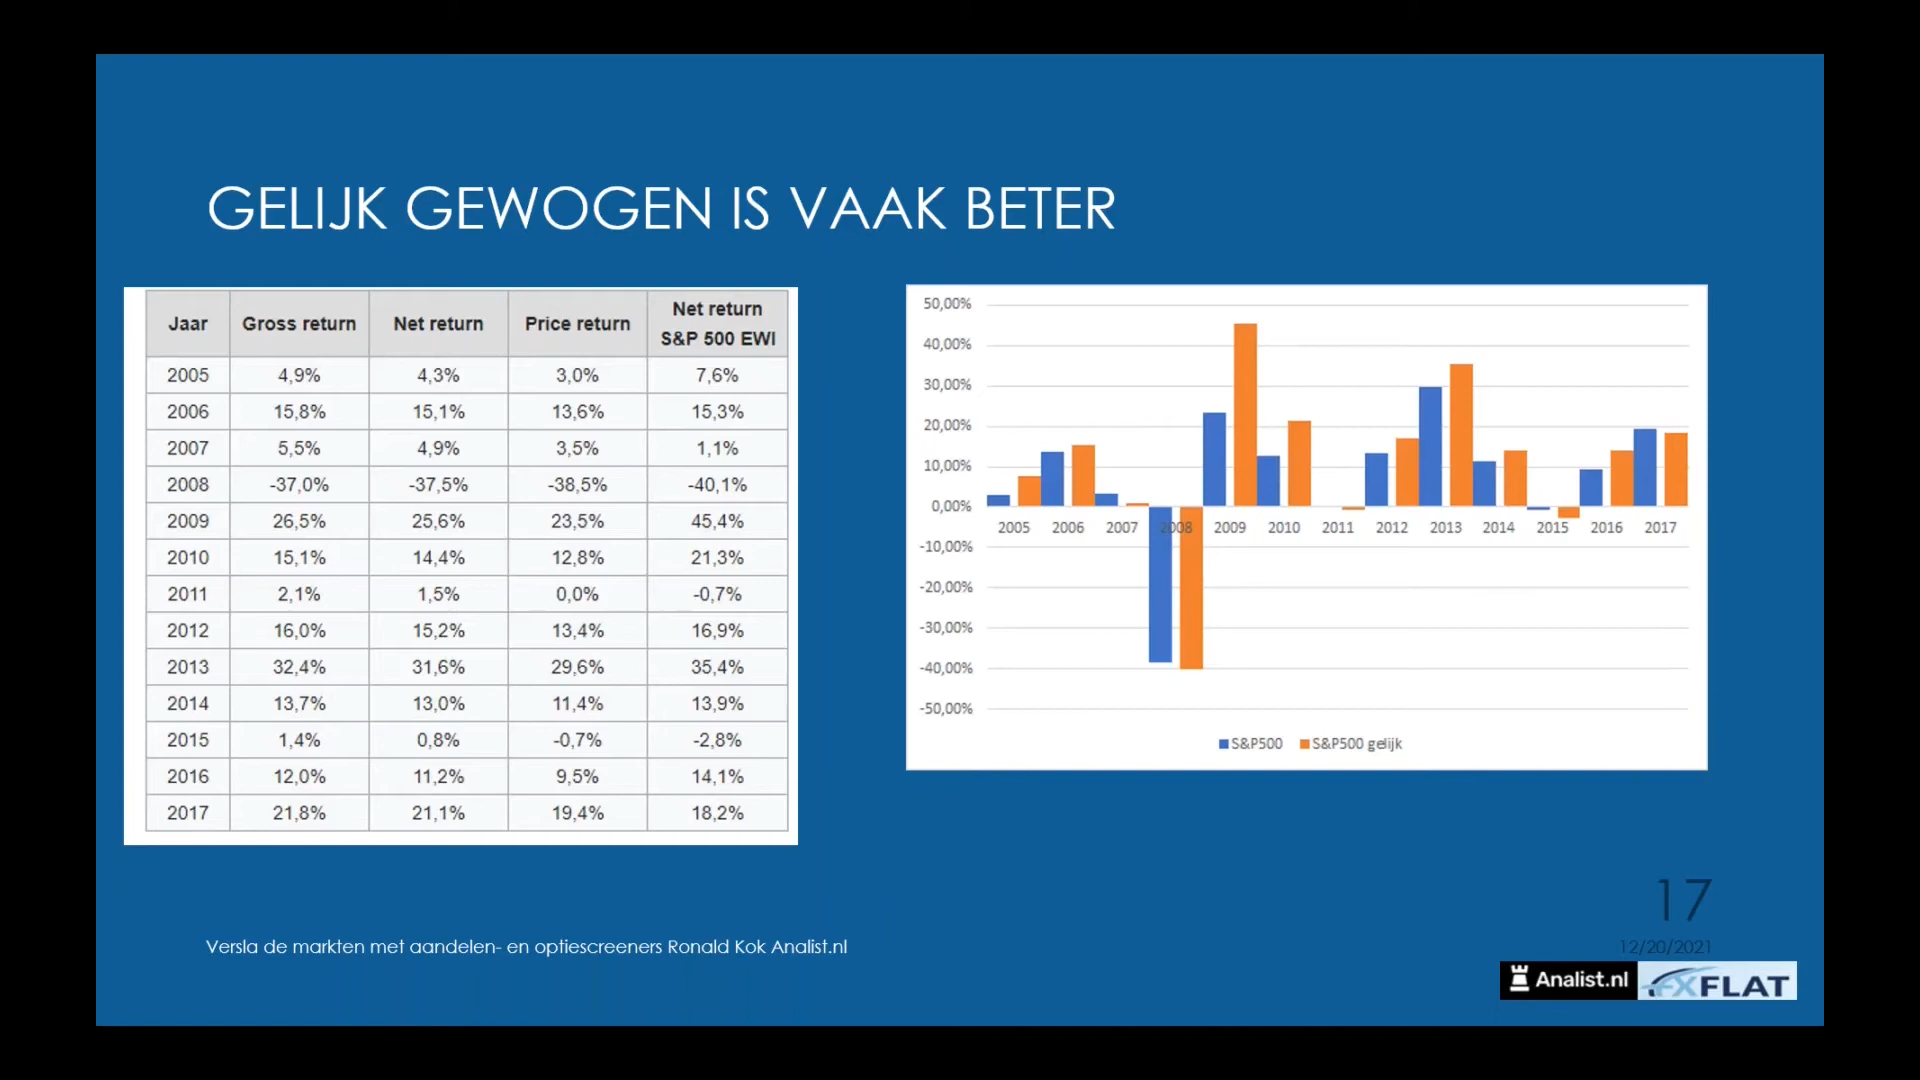 GELIJK GEWOGEN IS VAAK BETER
Jaar Gross return Net return Price return Net return S&P 500 EWI
2005 4,9% 4,3% 3,0% 7,6%
2006 15,8% 15,1% 13,6% 15,3%
2007 5,5% 4,9% 3,5% 1,1%
2008 -37,0% -37,5% -38,5% -40,1%
2009 26,5% 25,6% 23,5% 45,4%
2010 15,1% 14,4% 12,8% 21,3%
2011 2,1% 1,5% 0,0% -0,7%
2012 16,0% 15,2% 13,4% 16,9%
2013 32,4% 31,6% 29,6% 35,4%
2014 13,7% 13,0% 11,4% 13,9%
2015 1,4% 0,8% -0,7% -2,8%
2016 12,0% 11,2% 9,5% 14,1%
2017 21,8% 21,1% 19,4% 18,2%
50,00%
40,00%
30,00%
20,00%
10,00%
0,00%
2005 2006 2007 2008 2009 2010 2011 2012 2013 2014 2015 2016 2017
-10,00%
-20,00%
-30,00%
-40,00%
-50,00%
S&P500 S&P500 gelijk
17
Versla de markten met aandelen- en optiescreeners Ronald Kok Analist.nl
12/20/2021
Analist.nl FXFLAT